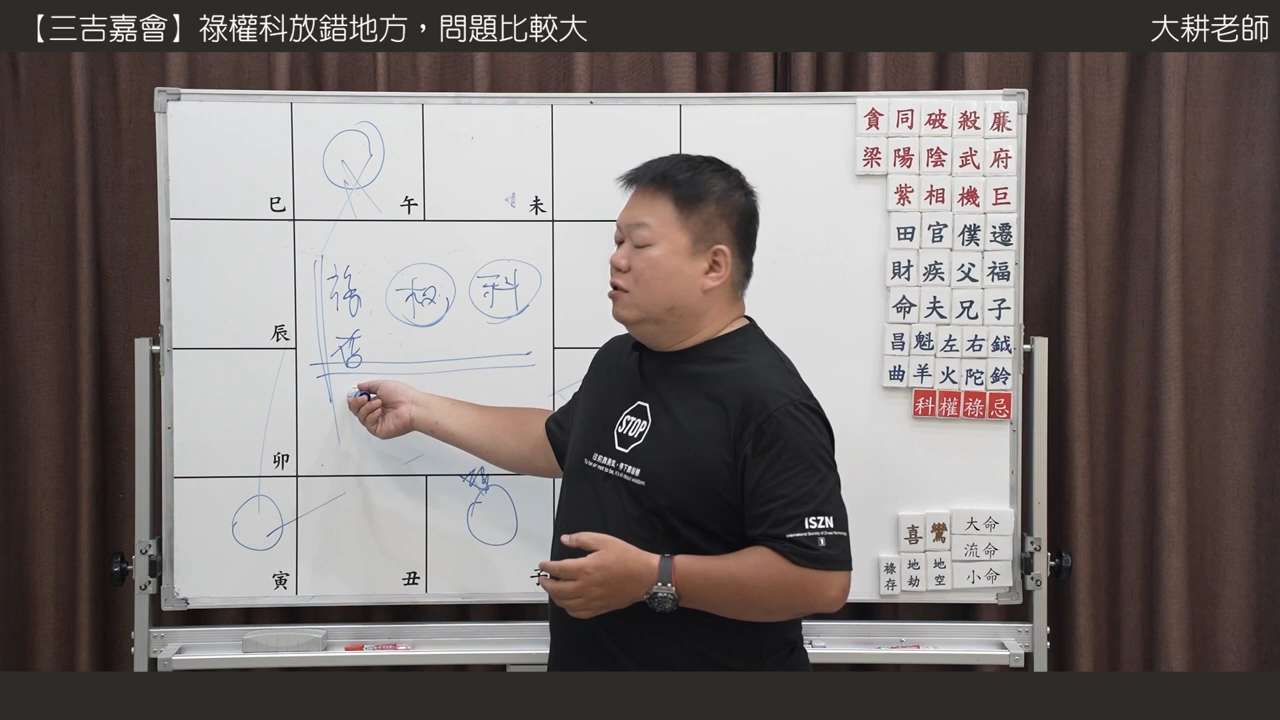 【三吉嘉會】祿權科放錯地方，問題比較大
大耕老師
巳
午
未
辰
卯
寅
丑
子
祿
权
科
貪同破殺廉
梁陽陰武府
紫相機巨
田官僕遷
財疾父福
命夫兄子
昌魁左右鉞
曲羊火陀鈴
科權祿忌
喜鸞
大命
流命
小命
祿存
地劫
地空
STOP
ISZN